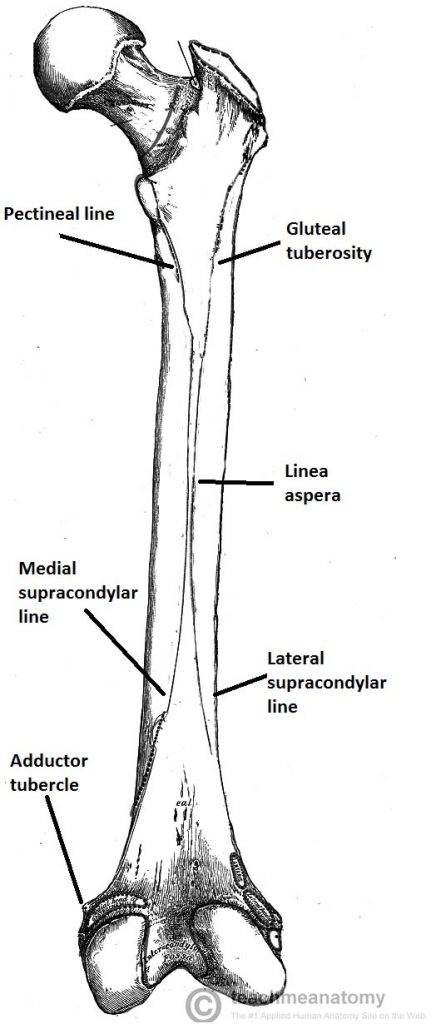 Pectineal line
Gluteal
tuberosity
Linea
aspera
Medial
supracondylar
line
Lateral
supracondylar
line
Adductor
tubercle
© teachmeanatomy
The #1 Applied Human Anatomy Site on the Web.